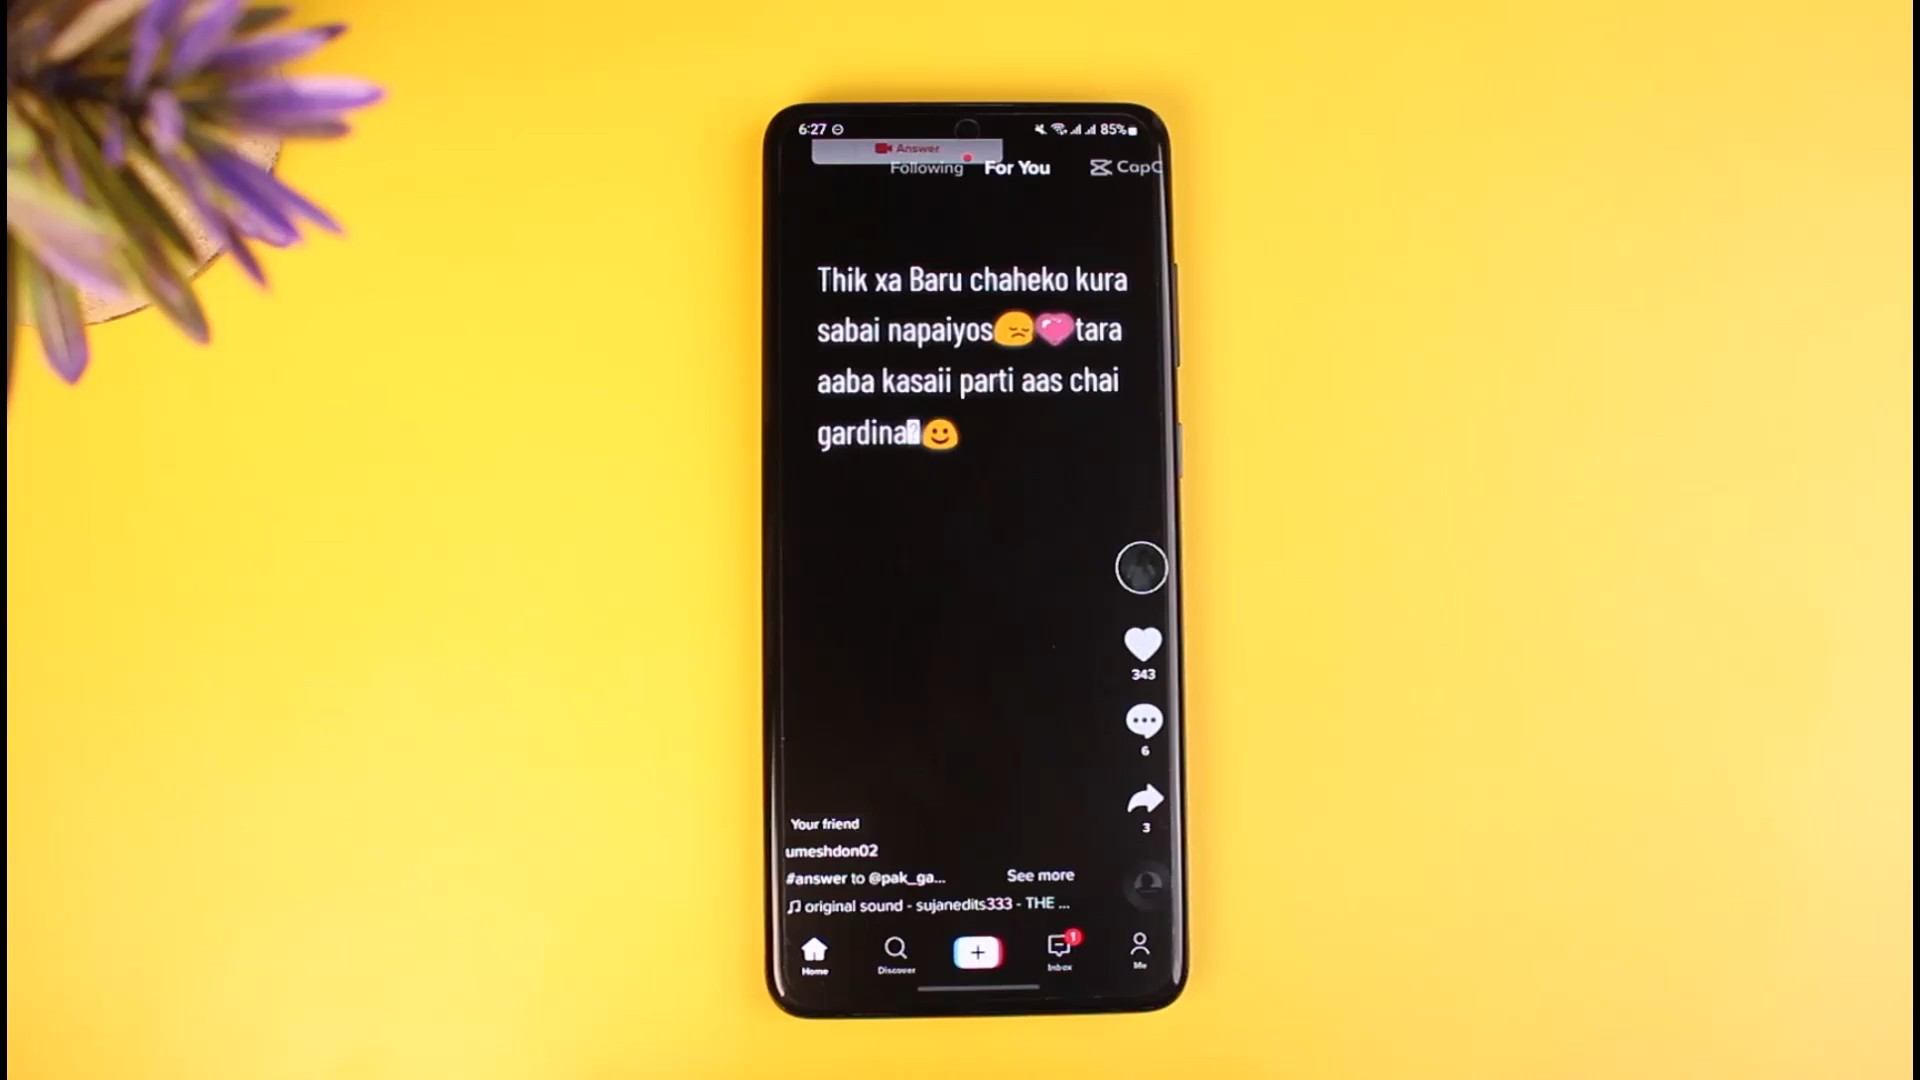 6:27
85%
Answer
Following For You CapC
Thik xa Baru chaheko kura
sabai napaiyos😞💗tara
aaba kasaii parti aas chai
gardina🙂
343
6
3
Your friend
umeshdon02
#answer to @pak_ga... See more
original sound - sujanedits333 - THE ...
Home Discover + Inbox 1 Me